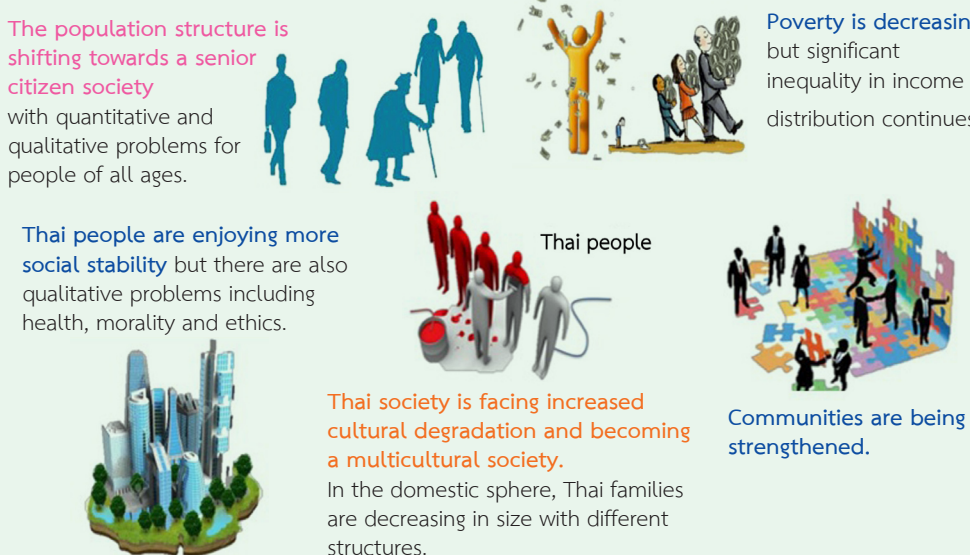 The population structure is
shifting towards a senior
citizen society
with quantitative and
qualitative problems for
people of all ages.
Poverty is decreasin
but significant
inequality in income
distribution continues
Thai people are enjoying more
social stability but there are also
qualitative problems including
health, morality and ethics.
Thai people
Thai society is facing increased
cultural degradation and becoming
a multicultural society.
In the domestic sphere, Thai families
are decreasing in size with different
structures.
Communities are being
strengthened.